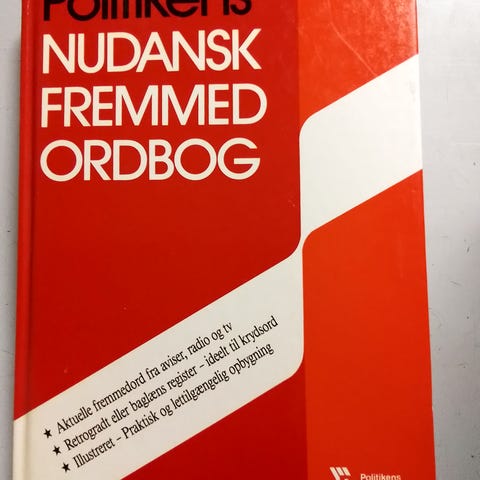 Politikens
NUDANSK
FREMMED
ORDBOG
★ Aktuelle fremmedord fra aviser, radio og tv
★ Retrogradt eller baglæns register – ideelt til krydsord
★ Illustreret – Praktisk og lettilgængelig opbygning
Politikens